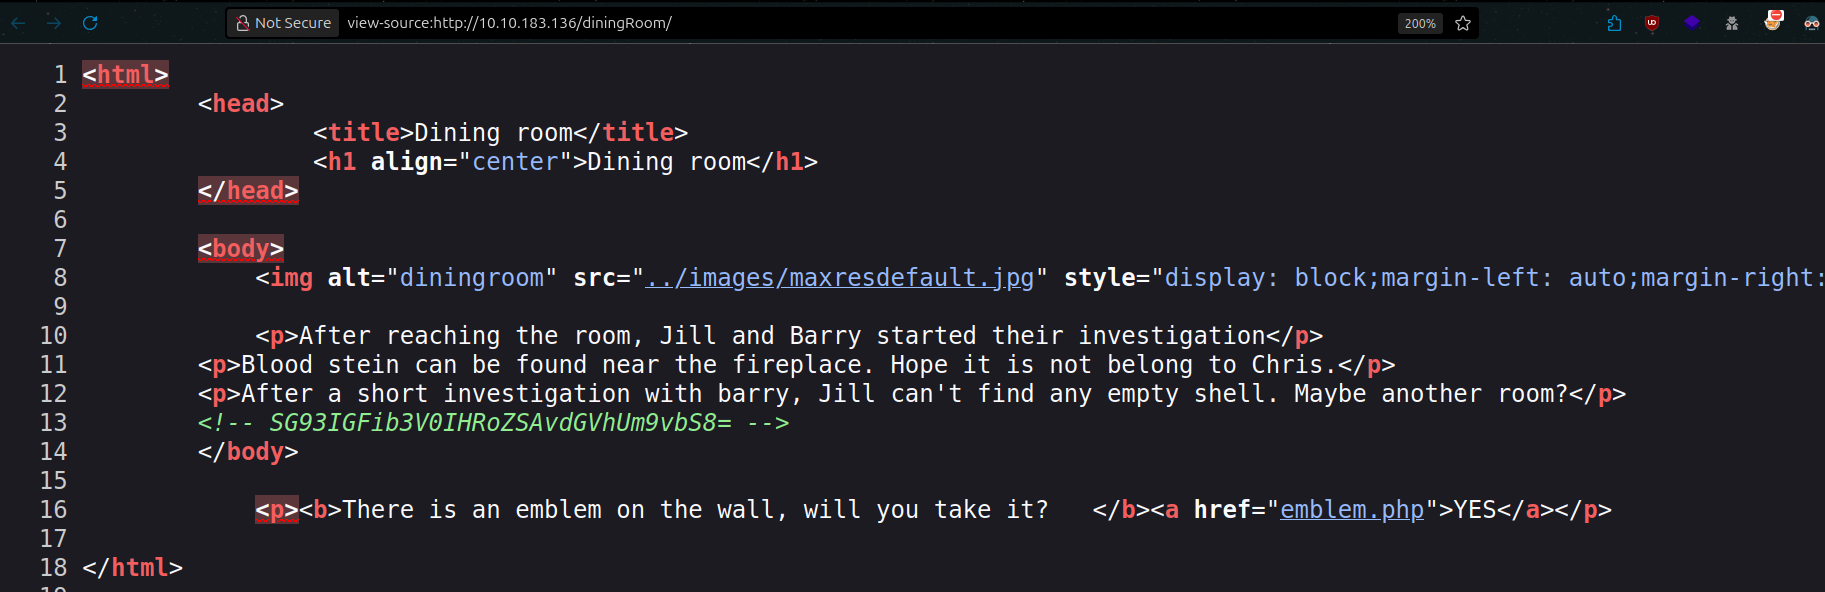 Not Secure view-source:http://10.10.183.136/diningRoom/ 200%
1 <html>
2 <head>
3 <title>Dining room</title>
4 <h1 align="center">Dining room</h1>
5 </head>
6
7 <body>
8 <img alt="diningroom" src="../images/maxresdefault.jpg" style="display: block;margin-left: auto;margin-right:
9
10 <p>After reaching the room, Jill and Barry started their investigation</p>
11 <p>Blood stein can be found near the fireplace. Hope it is not belong to Chris.</p>
12 <p>After a short investigation with barry, Jill can't find any empty shell. Maybe another room?</p>
13 <!-- SG93IGFib3V0IHRoZSAvdGVhUm9vbS8= -->
14 </body>
15
16 <p><b>There is an emblem on the wall, will you take it? </b><a href="emblem.php">YES</a></p>
17
18 </html>